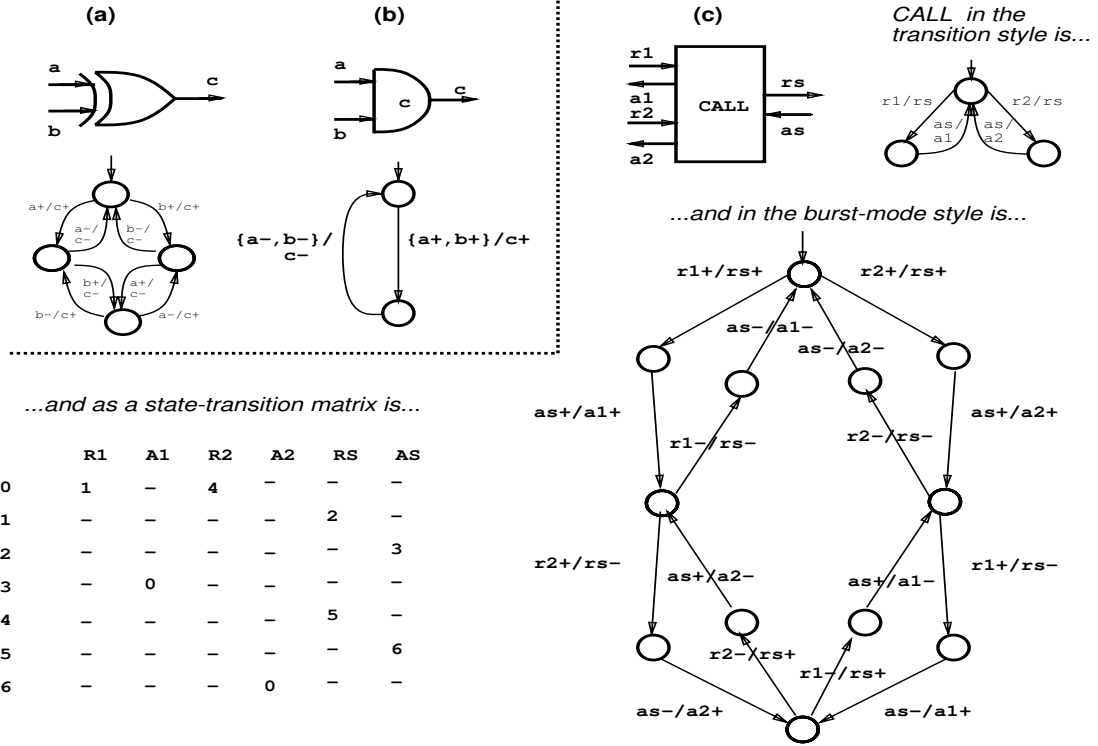 (a)
a
b
c
a+/c+
b+/c+
a−/
c−
b−/
c−
b+/
c−
a+/
c−
b−/c+
a−/c+
(b)
a
b
c
c
{a−,b−}/
c−
{a+,b+}/c+
(c)
r1
a1
r2
a2
CALL
rs
as
CALL in the
transition style is...
r1/rs
r2/rs
as/
a1
as/
a2
...and in the burst-mode style is...
r1+/rs+
r2+/rs+
as−/a1−
as−/a2−
as+/a1+
as+/a2+
r1−/rs−
r2−/rs−
r2+/rs−
r1+/rs−
as+/a2−
as+/a1−
r2−/rs+
r1−/rs+
as−/a2+
as−/a1+
...and as a state-transition matrix is...
R1 A1 R2 A2 RS AS
0 1 − 4 − − −
1 − − − − 2 −
2 − − − − − 3
3 − 0 − − − −
4 − − − − 5 −
5 − − − − − 6
6 − − − 0 − −